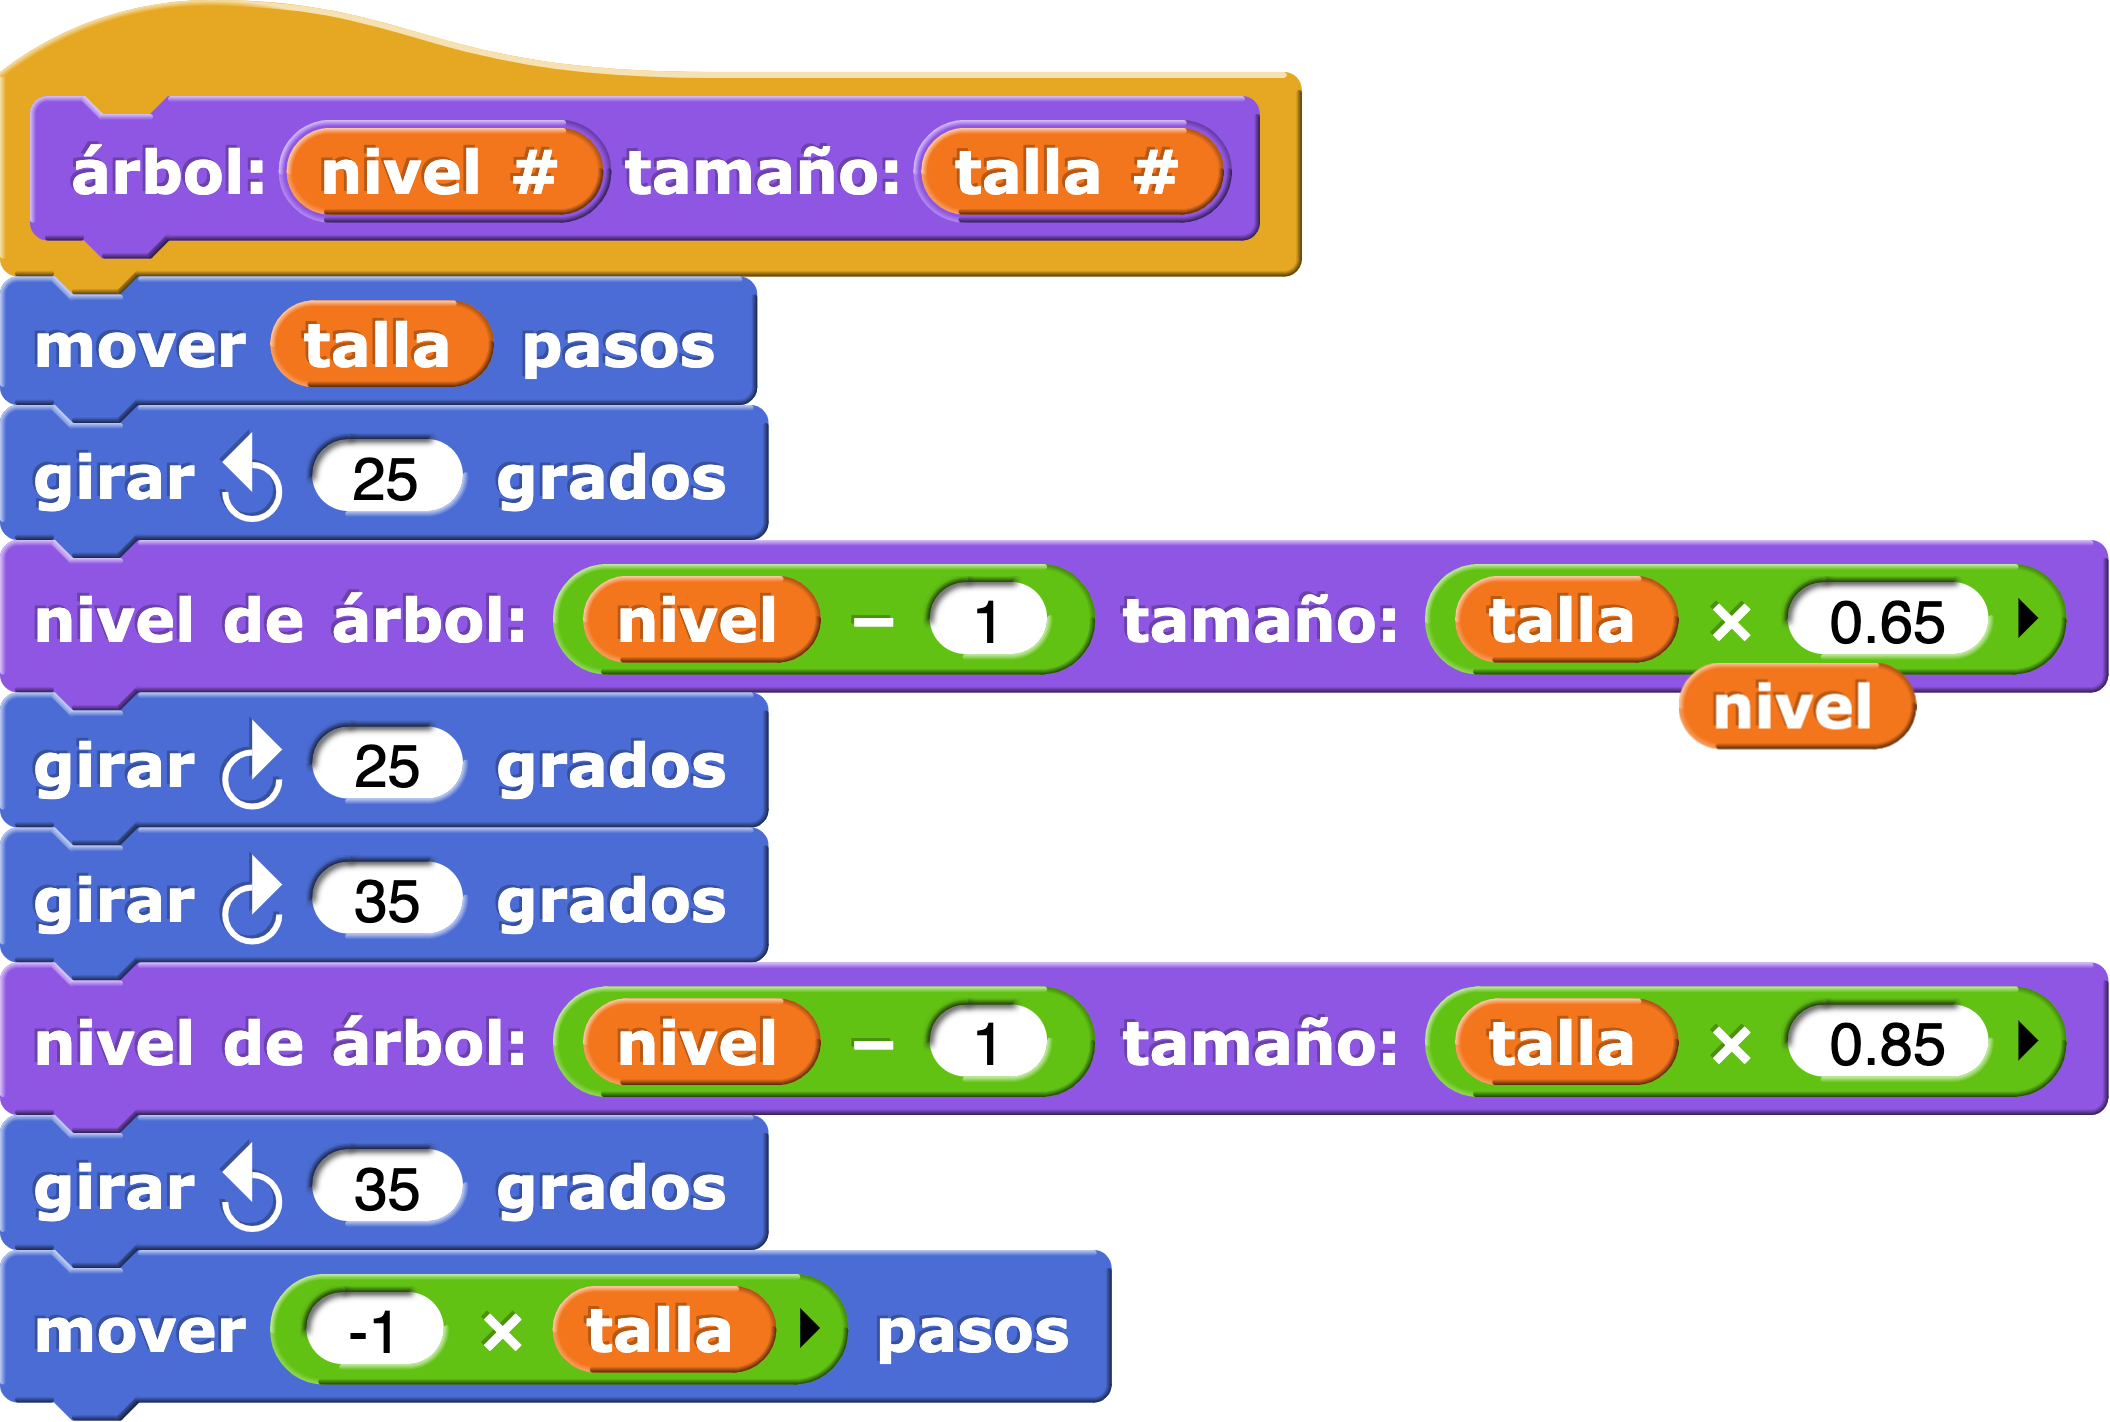 árbol: nivel # tamaño: talla #
mover talla pasos
girar 25 grados
nivel de árbol: nivel − 1 tamaño: talla × 0.65
nivel
girar 25 grados
girar 35 grados
nivel de árbol: nivel − 1 tamaño: talla × 0.85
girar 35 grados
mover -1 × talla pasos